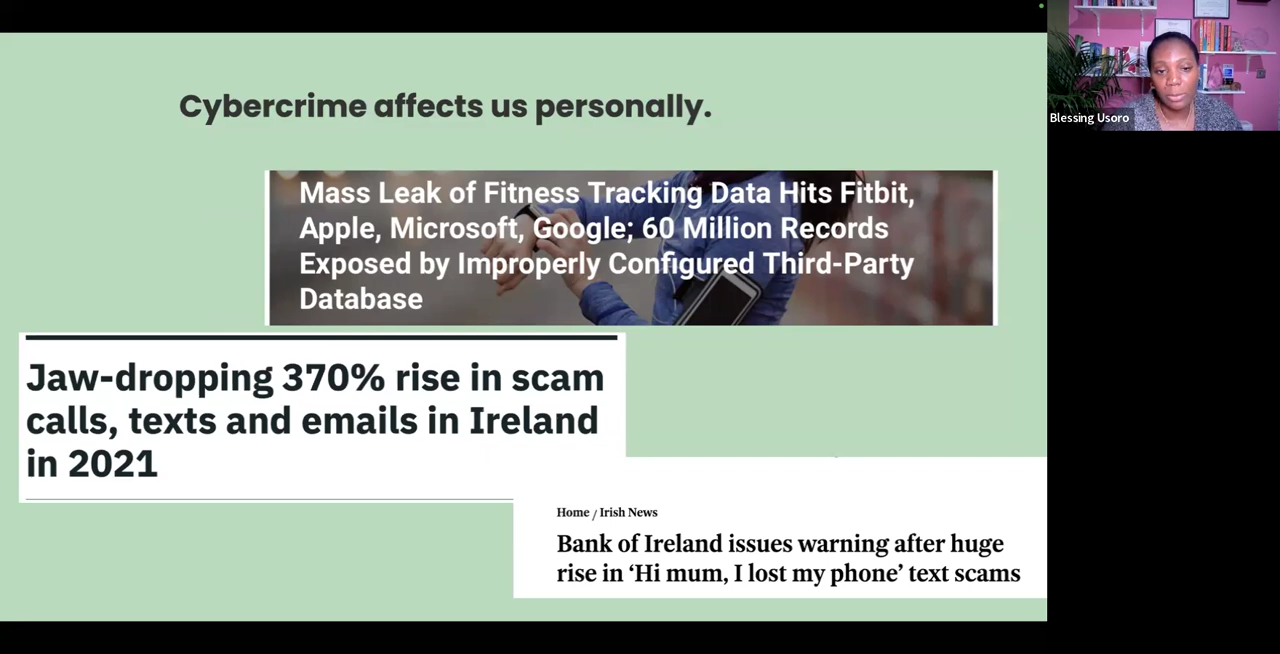 Cybercrime affects us personally.
Mass Leak of Fitness Tracking Data Hits Fitbit,
Apple, Microsoft, Google; 60 Million Records
Exposed by Improperly Configured Third-Party
Database
Jaw-dropping 370% rise in scam
calls, texts and emails in Ireland
in 2021
Home / Irish News
Bank of Ireland issues warning after huge
rise in ‘Hi mum, I lost my phone’ text scams
Blessing Usoro